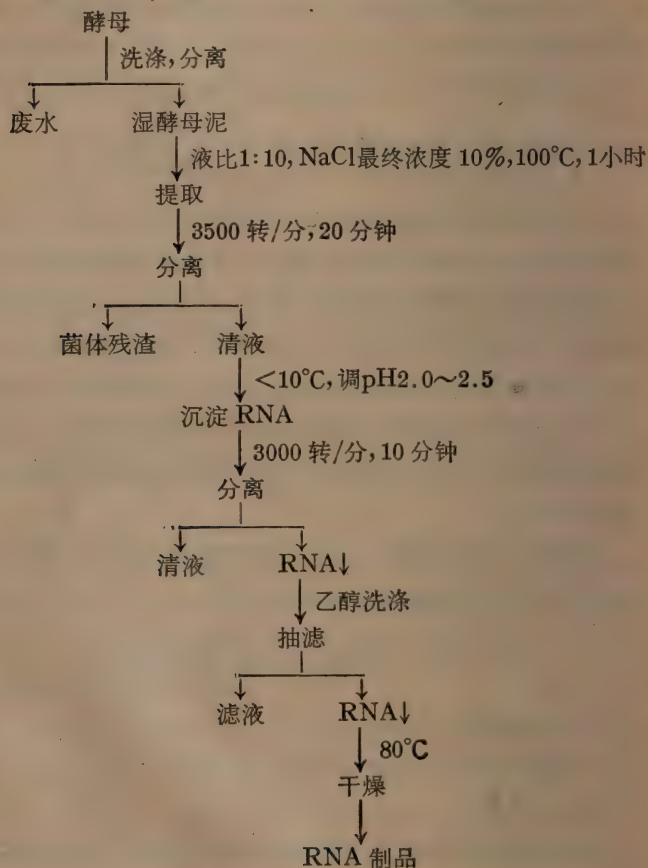 酵母
洗涤,分离
废水 湿酵母泥
液比1:10, NaCl最终浓度 10%,100°C, 1小时
提取
3500 转/分,20 分钟
分离
菌体残渣 清液
<10°C,调pH2.0～2.5
沉淀 RNA
3000 转/分,10 分钟
分离
清液 RNA↓
乙醇洗涤
抽滤
滤液 RNA↓
80°C
干燥
RNA 制品